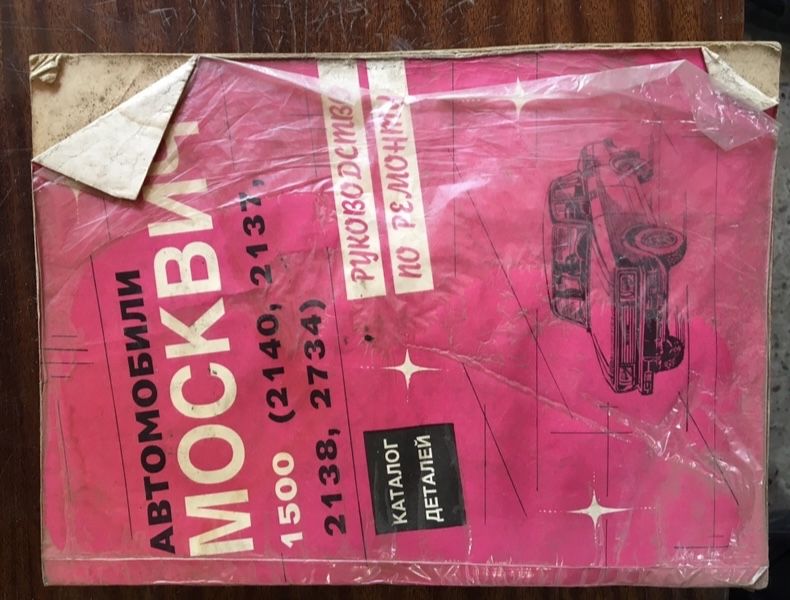 АВТОМОБИЛИ
МОСКВИЧ
1500 (2140, 2137,
2138, 2734)
РУКОВОДСТВО
ПО РЕМОНТУ
КАТАЛОГ
ДЕТАЛЕЙ